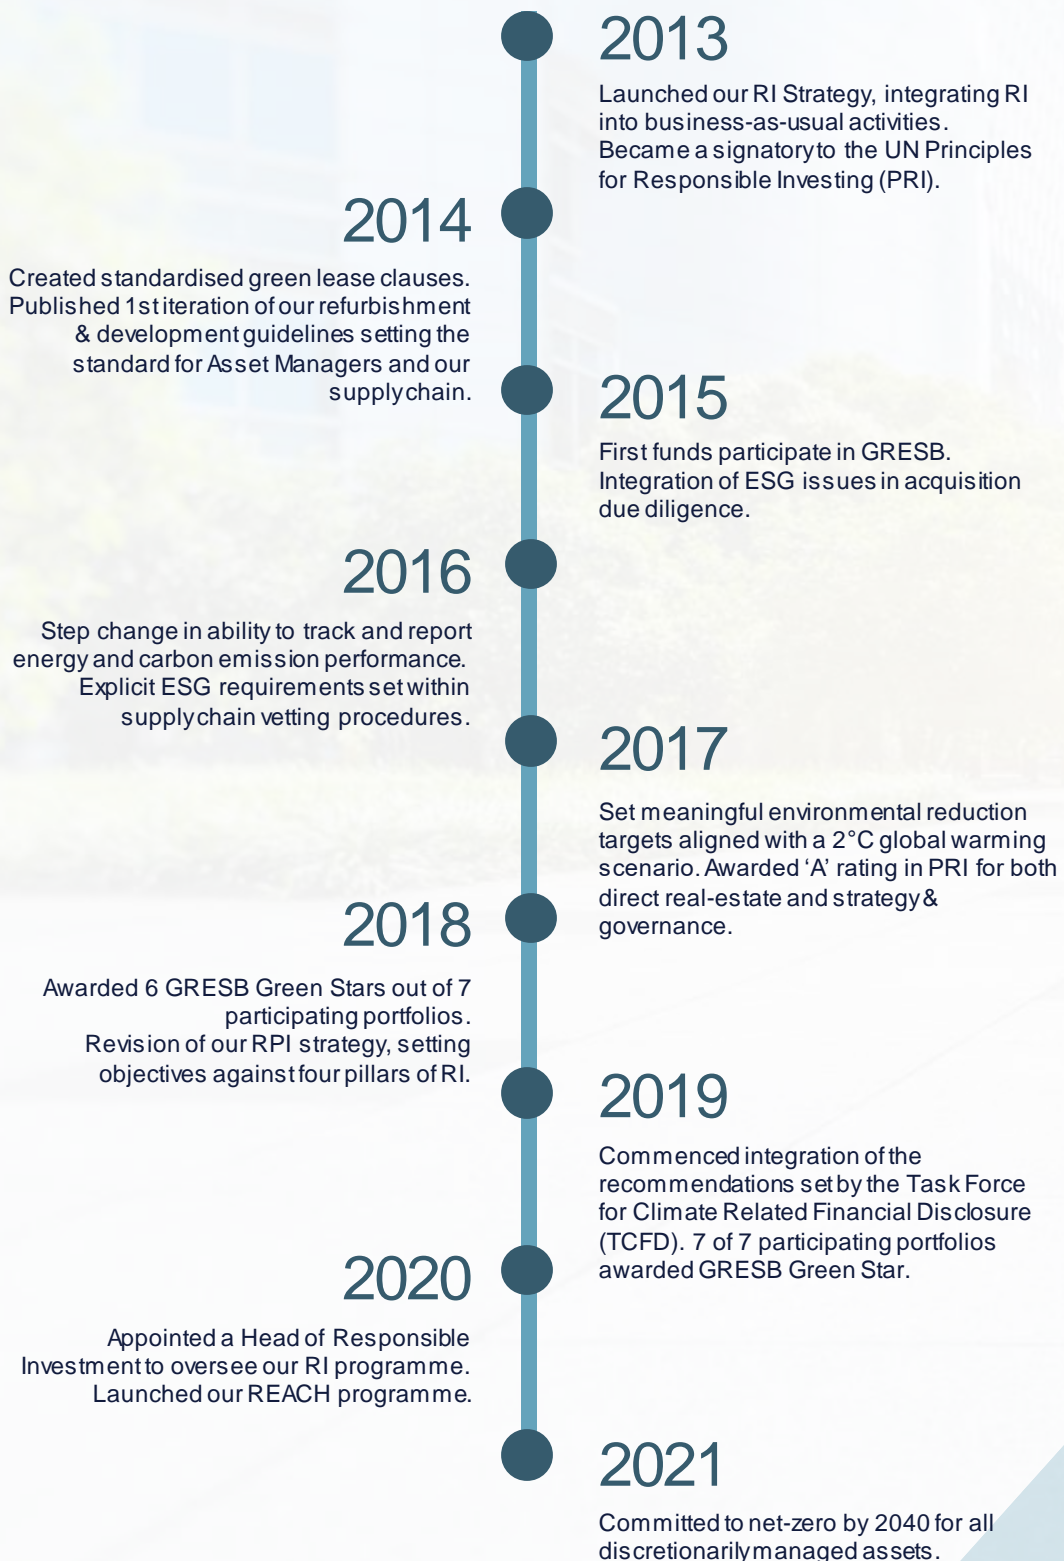 2013
Launched our RI Strategy, integrating RI
into business-as-usual activities.
Became a signatory to the UN Principles
for Responsible Investing (PRI).
2014
Created standardised green lease clauses.
Published 1st iteration of our refurbishment
& development guidelines setting the
standard for Asset Managers and our
supply chain.
2015
First funds participate in GRESB.
Integration of ESG issues in acquisition
due diligence.
2016
Step change in ability to track and report
energy and carbon emission performance.
Explicit ESG requirements set within
supply chain vetting procedures.
2017
Set meaningful environmental reduction
targets aligned with a 2°C global warming
scenario. Awarded ‘A’ rating in PRI for both
direct real-estate and strategy &
governance.
2018
Awarded 6 GRESB Green Stars out of 7
participating portfolios.
Revision of our RPI strategy, setting
objectives against four pillars of RI.
2019
Commenced integration of the
recommendations set by the Task Force
for Climate Related Financial Disclosure
(TCFD). 7 of 7 participating portfolios
awarded GRESB Green Star.
2020
Appointed a Head of Responsible
Investment to oversee our RI programme.
Launched our REACH programme.
2021
Committed to net-zero by 2040 for all
discretionarily managed assets.